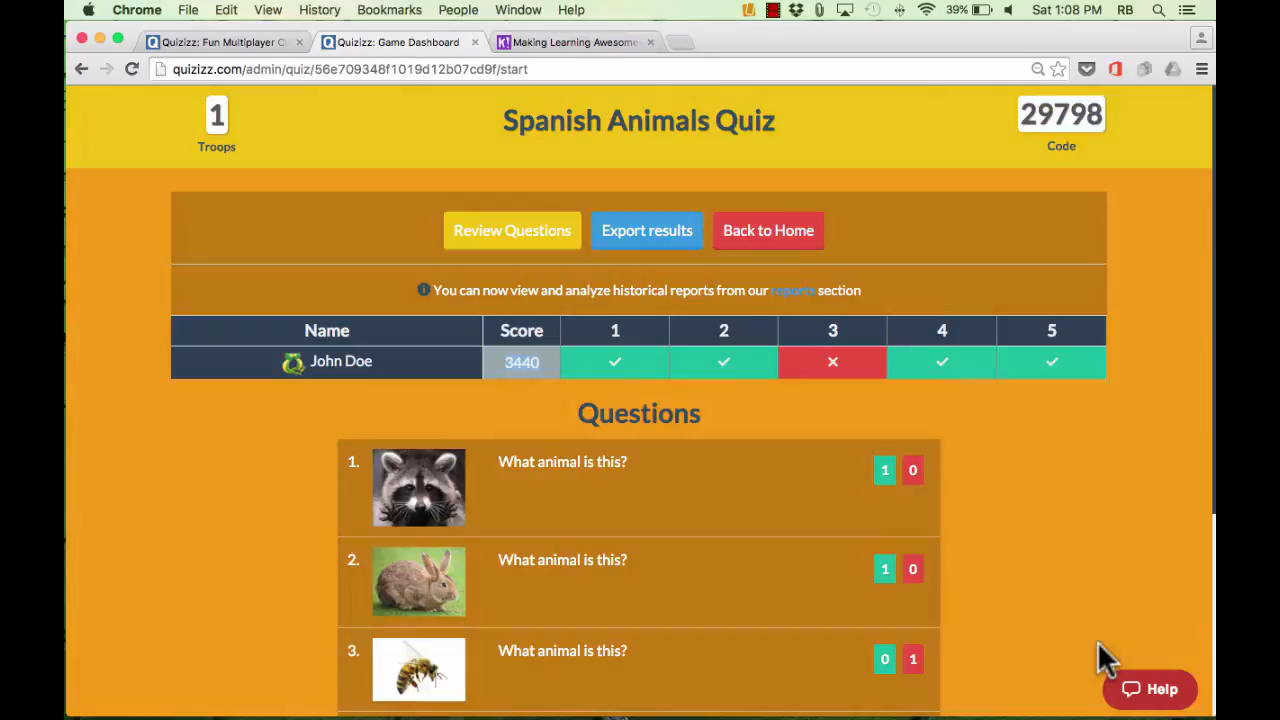 Chrome File Edit View History Bookmarks People Window Help 39% Sat 1:08 PM RB
Quizizz: Fun Multiplayer C Quizizz: Game Dashboard Making Learning Awesome
quizizz.com/admin/quiz/56e709348f1019d12b07cd9f/start
1 Spanish Animals Quiz 29798
Troops Code
Review Questions Export results Back to Home
You can now view and analyze historical reports from our reports section
Name Score 1 2 3 4 5
John Doe 3440
Questions
1. What animal is this? 1 0
2. What animal is this? 1 0
3. What animal is this? 0 1
Help